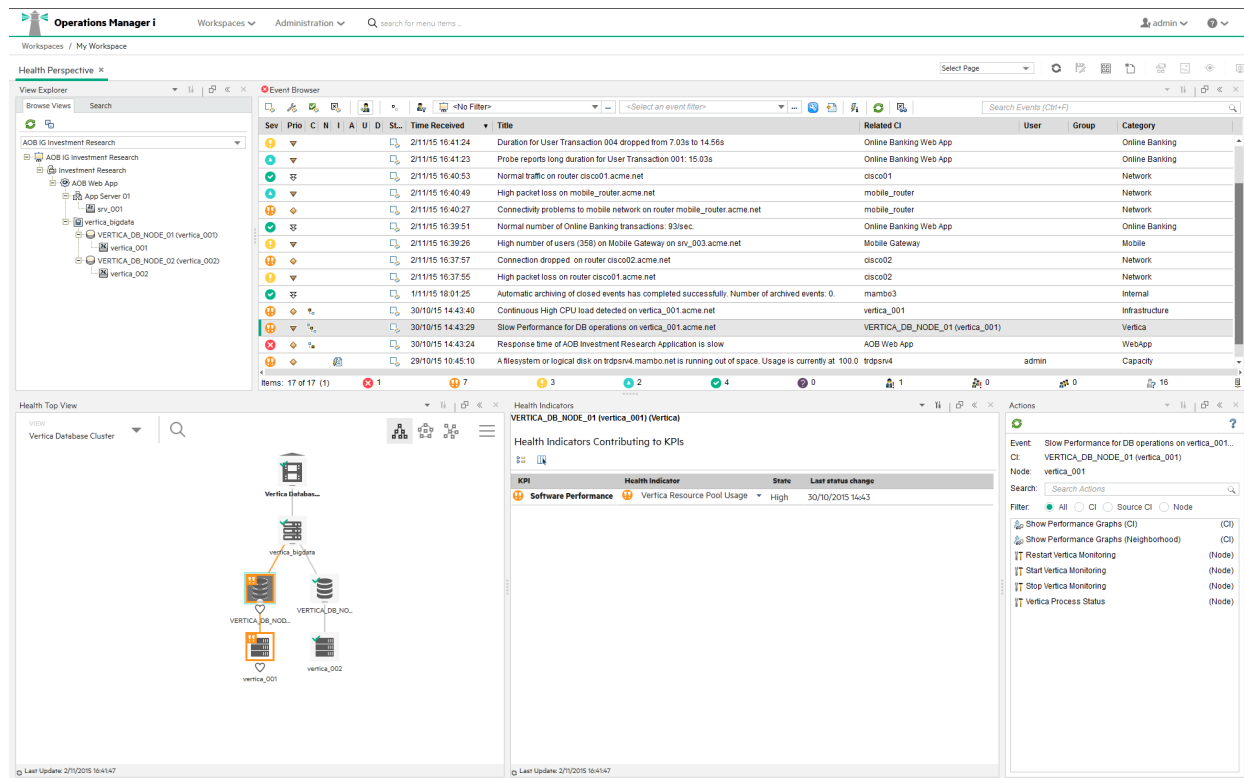 Operations Manager i
Workspaces
Administration
search for menu items ..
admin
Workspaces / My Workspace
Health Perspective ×
Select Page
View Explorer
Browse Views
Search
AOB IG Investment Research
AOB IG Investment Research
Investment Research
AOB Web App
App Server 01
srv_001
vertica_bigdata
VERTICA_DB_NODE_01 (vertica_001)
vertica_001
VERTICA_DB_NODE_02 (vertica_002)
vertica_002
Event Browser
<No Filter>
<Select an event filter>
Search Events (Ctrl+F)
Sev Prio C N I A U D St... Time Received Title Related CI User Group Category
2/11/15 16:41:24 Duration for User Transaction 004 dropped from 7.03s to 14.56s Online Banking Web App Online Banking
2/11/15 16:41:23 Probe reports long duration for User Transaction 001: 15.03s Online Banking Web App Online Banking
2/11/15 16:40:53 Normal traffic on router cisco01.acme.net cisco01 Network
2/11/15 16:40:49 High packet loss on mobile_router.acme.net mobile_router Network
2/11/15 16:40:27 Connectivity problems to mobile network on router mobile_router.acme.net mobile_router Network
2/11/15 16:39:51 Normal number of Online Banking transactions: 93/sec. Online Banking Web App Online Banking
2/11/15 16:39:26 High number of users (358) on Mobile Gateway on srv_003.acme.net Mobile Gateway Mobile
2/11/15 16:37:57 Connection dropped on router cisco02.acme.net cisco02 Network
2/11/15 16:37:55 High packet loss on router cisco01.acme.net cisco01 Network
1/11/15 18:01:25 Automatic archiving of closed events has completed successfully. Number of archived events: 0. mambo3 Internal
30/10/15 14:43:40 Continuous High CPU load detected on vertica_001.acme.net vertica_001 Infrastructure
30/10/15 14:43:29 Slow Performance for DB operations on vertica_001.acme.net VERTICA_DB_NODE_01 (vertica_001) Vertica
30/10/15 14:43:24 Response time of AOB Investment Research Application is slow AOB Web App WebApp
29/10/15 10:45:10 A filesystem or logical disk on trdpsrv4.mambo.net is running out of space. Usage is currently at 100.0 trdpsrv4 admin Capacity
Items: 17 of 17 (1) 1 7 3 2 4 0 1 0 0 16
Health Top View
VIEW
Vertica Database Cluster
Vertica Databas...
vertica_bigdata
VERTICA_DB_NOD...
VERTICA_DB_NO...
vertica_001
vertica_002
Last Update: 2/11/2015 16:41:47
Health Indicators
VERTICA_DB_NODE_01 (vertica_001) (Vertica)
Health Indicators Contributing to KPIs
KPI Health Indicator State Last status change
Software Performance Vertica Resource Pool Usage High 30/10/2015 14:43
Last Update: 2/11/2015 16:41:47
Actions
Event: Slow Performance for DB operations on vertica_001...
CI: VERTICA_DB_NODE_01 (vertica_001)
Node: vertica_001
Search: Search Actions
Filter: All CI Source CI Node
Show Performance Graphs (CI) (CI)
Show Performance Graphs (Neighborhood) (CI)
Restart Vertica Monitoring (Node)
Start Vertica Monitoring (Node)
Stop Vertica Monitoring (Node)
Vertica Process Status (Node)